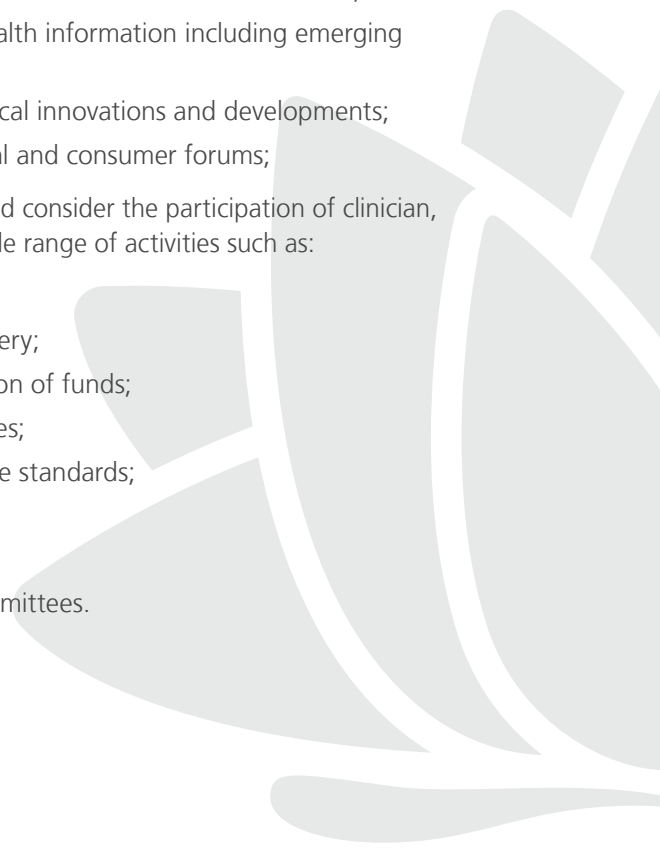 alth information including emerging
cal innovations and developments;
l and consumer forums;
d consider the participation of clinician,
le range of activities such as:
ery;
on of funds;
es;
e standards;
mittees.